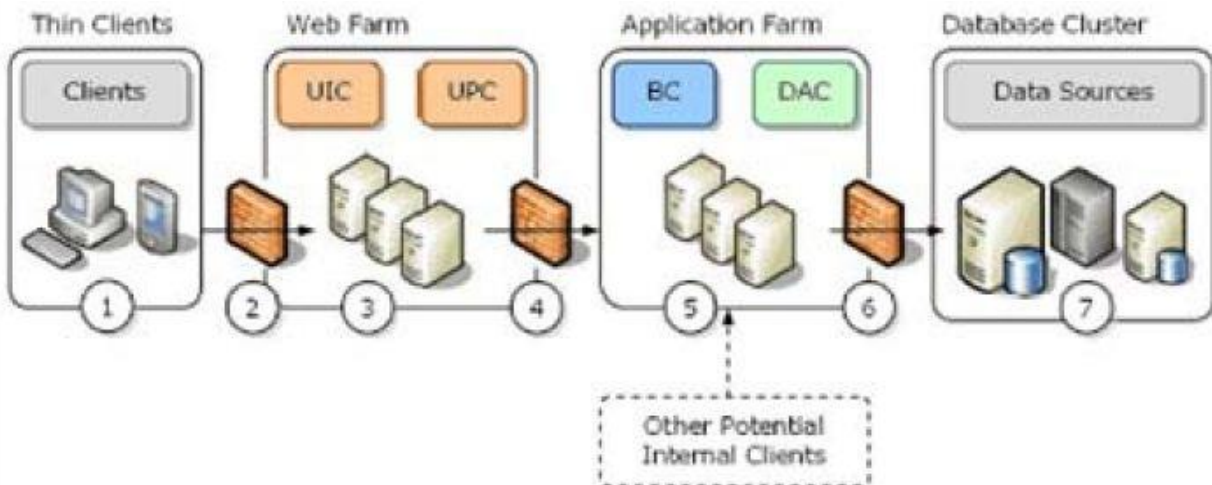 Thin Clients
Web Farm
Application Farm
Database Cluster
Clients
UIC
UPC
BC
DAC
Data Sources
1
2
3
4
5
6
7
Other Potential
Internal Clients